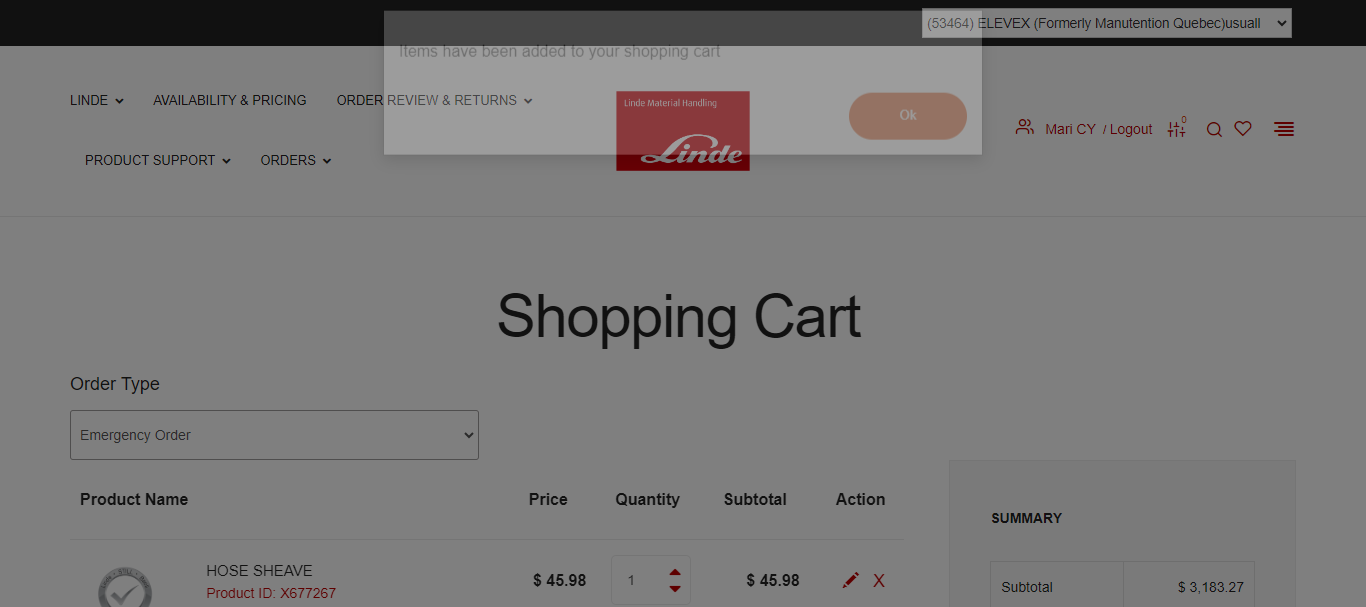 (53464) ELEVEX (Formerly Manutention Quebec)usuall
Items have been added to your shopping cart
Ok
LINDE
AVAILABILITY & PRICING
ORDER REVIEW & RETURNS
PRODUCT SUPPORT
ORDERS
Linde Material Handling
Linde
Mari CY / Logout
0
Shopping Cart
Order Type
Emergency Order
Product Name Price Quantity Subtotal Action
HOSE SHEAVE
Product ID: X677267
$ 45.98 1 $ 45.98 X
SUMMARY
Subtotal $ 3,183.27